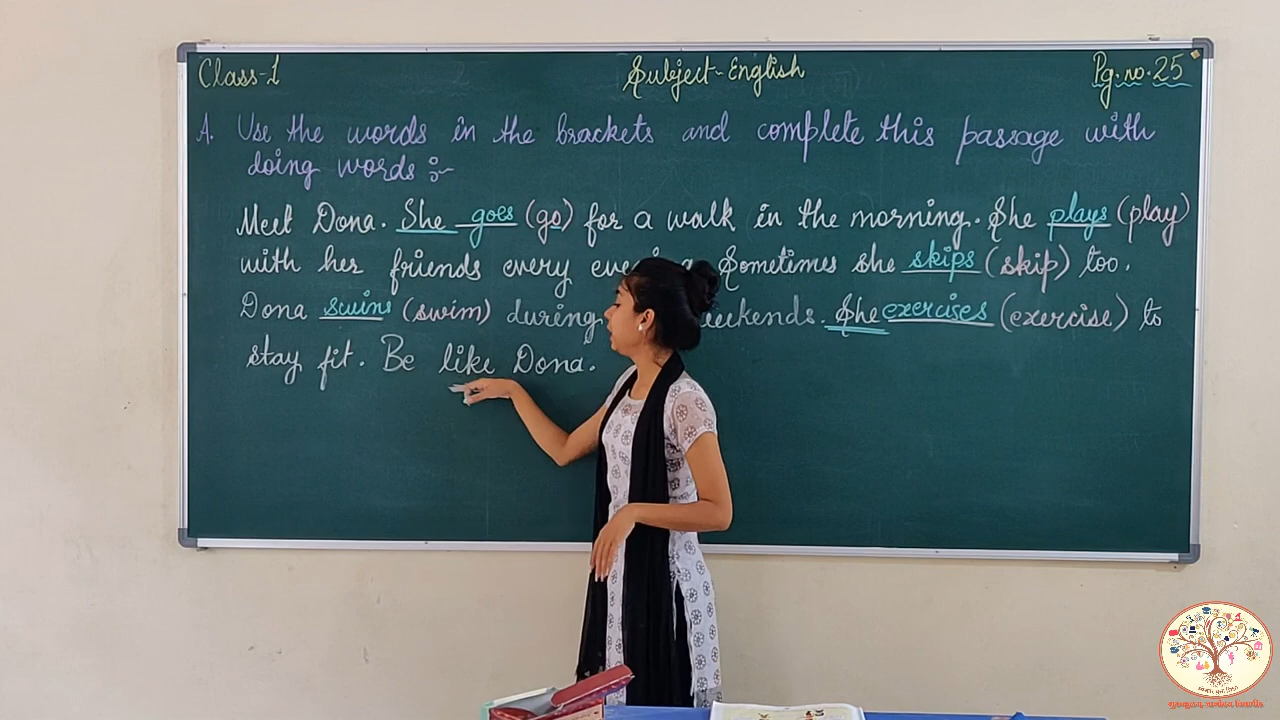 Class-1 Subject-English Pg.no.25
A. Use the words in the brackets and complete this passage with
doing words :-
Meet Dona. She goes (go) for a walk in the morning. She plays (play)
with her friends every evening. Sometimes she skips (skip) too.
Dona swims (swim) during weekends. She exercises (exercise) to
stay fit. Be like Dona.